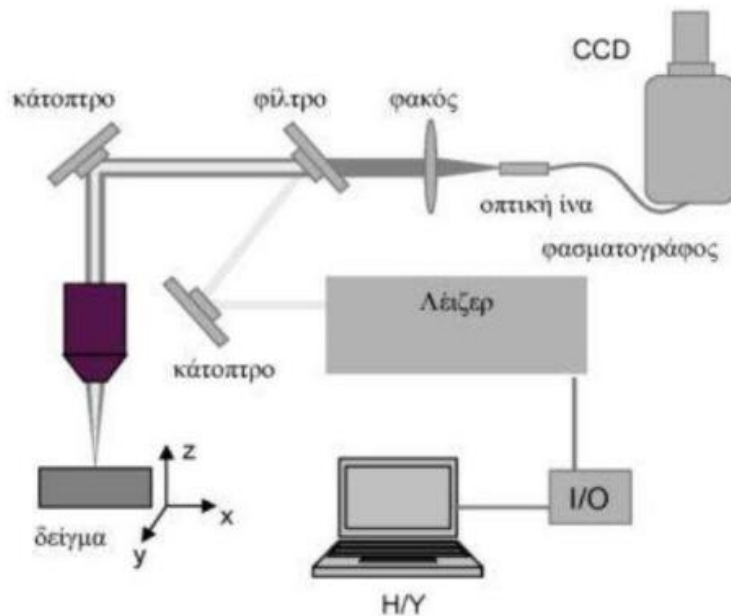 CCD
κάτοπτρο
φίλτρο
φακός
οπτική ίνα
φασματογράφος
Λέιζερ
κάτοπτρο
z
x
y
δείγμα
I/O
Η/Υ